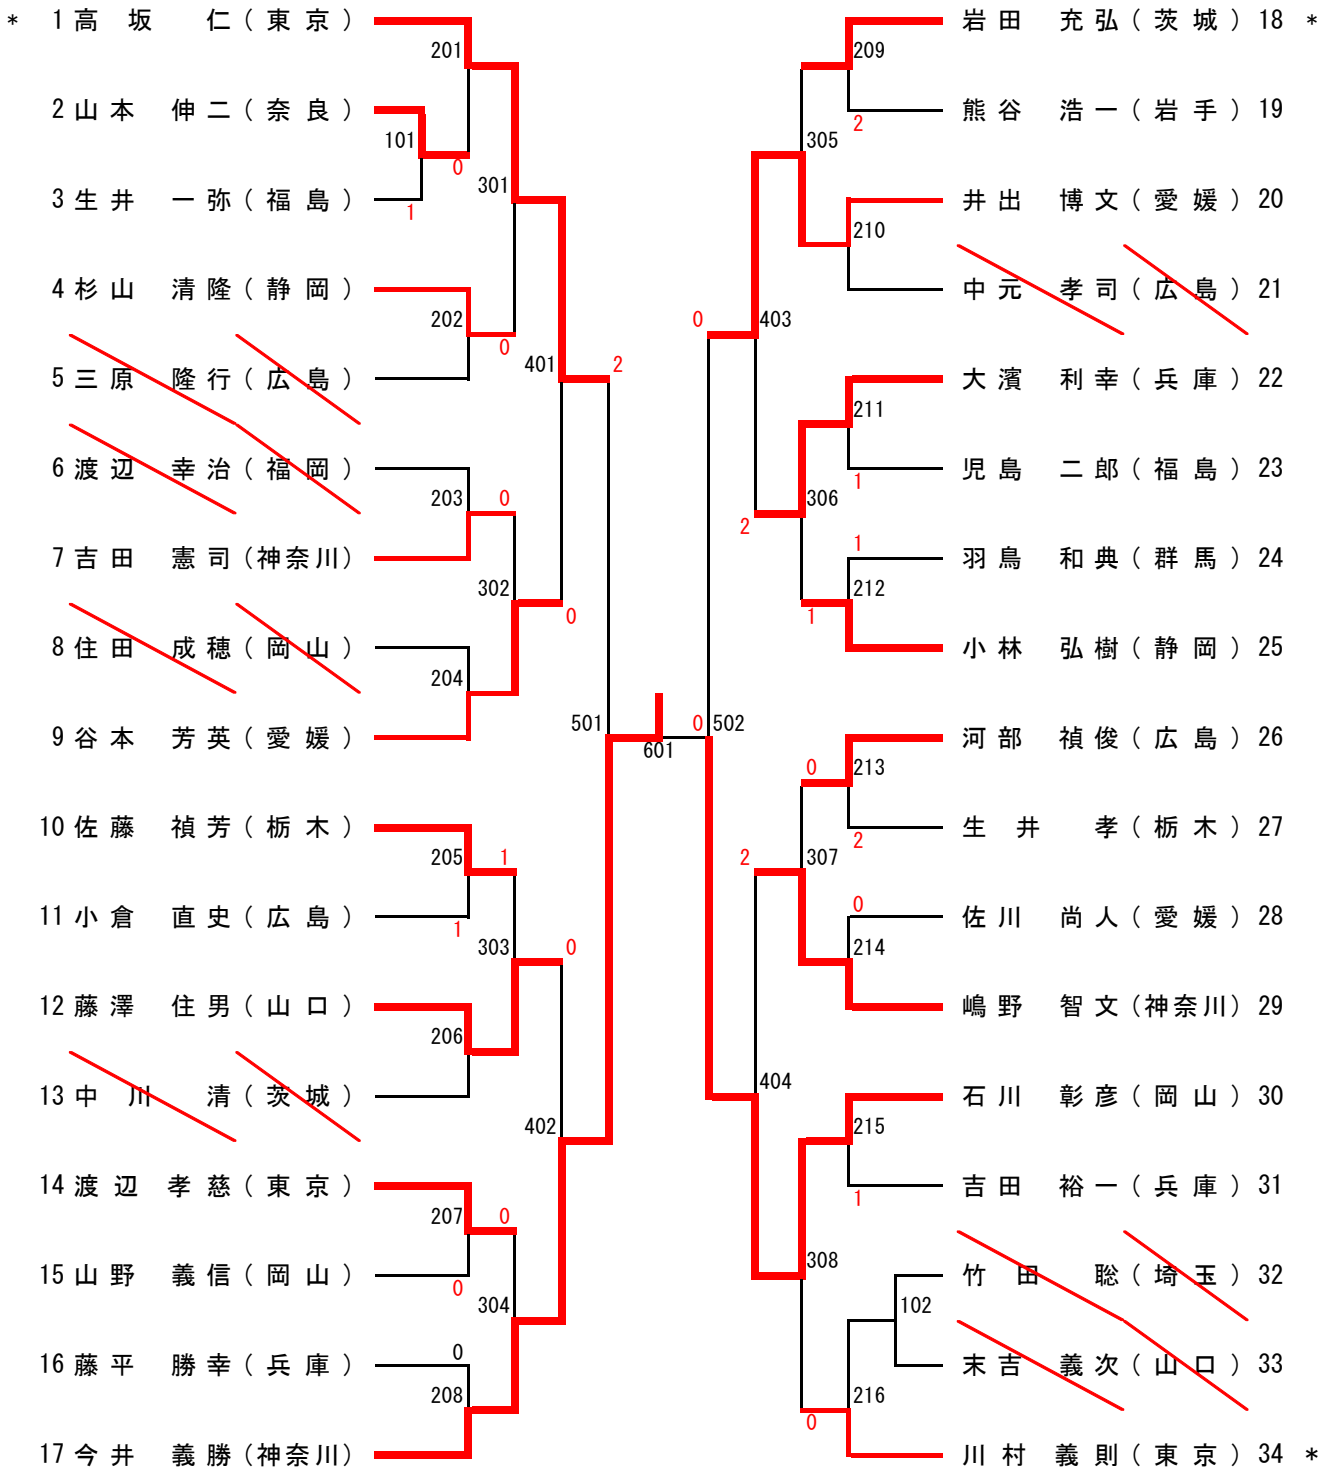 * 1 高坂 仁 (東京)
201
2 山本 伸二 (奈良)
101
0
3 生井 一弥 (福島)
1
301
4 杉山 清隆 (静岡)
202
0
401
2
5 三原 隆行 (広島)
6 渡辺 幸治 (福岡)
203
0
7 吉田 憲司 (神奈川)
302
0
8 住田 成穂 (岡山)
204
9 谷本 芳英 (愛媛)
501
601
10 佐藤 禎芳 (栃木)
205
1
11 小倉 直史 (広島)
1
303
0
12 藤澤 住男 (山口)
206
13 中川 清 (茨城)
402
14 渡辺 孝慈 (東京)
207
0
15 山野 義信 (岡山)
0
304
16 藤平 勝幸 (兵庫)
0
208
17 今井 義勝 (神奈川)
岩田 充弘 (茨城) 18 *
209
熊谷 浩一 (岩手) 19
2
305
井出 博文 (愛媛) 20
210
中元 孝司 (広島) 21
0
403
大濱 利幸 (兵庫) 22
211
児島 二郎 (福島) 23
1
306
2
1
羽鳥 和典 (群馬) 24
212
1
小林 弘樹 (静岡) 25
0
502
河部 禎俊 (広島) 26
0
213
生井 孝 (栃木) 27
2
2
307
0
佐川 尚人 (愛媛) 28
214
嶋野 智文 (神奈川) 29
404
石川 彰彦 (岡山) 30
215
吉田 裕一 (兵庫) 31
1
308
竹田 聡 (埼玉) 32
102
末吉 義次 (山口) 33
216
0
川村 義則 (東京) 34 *